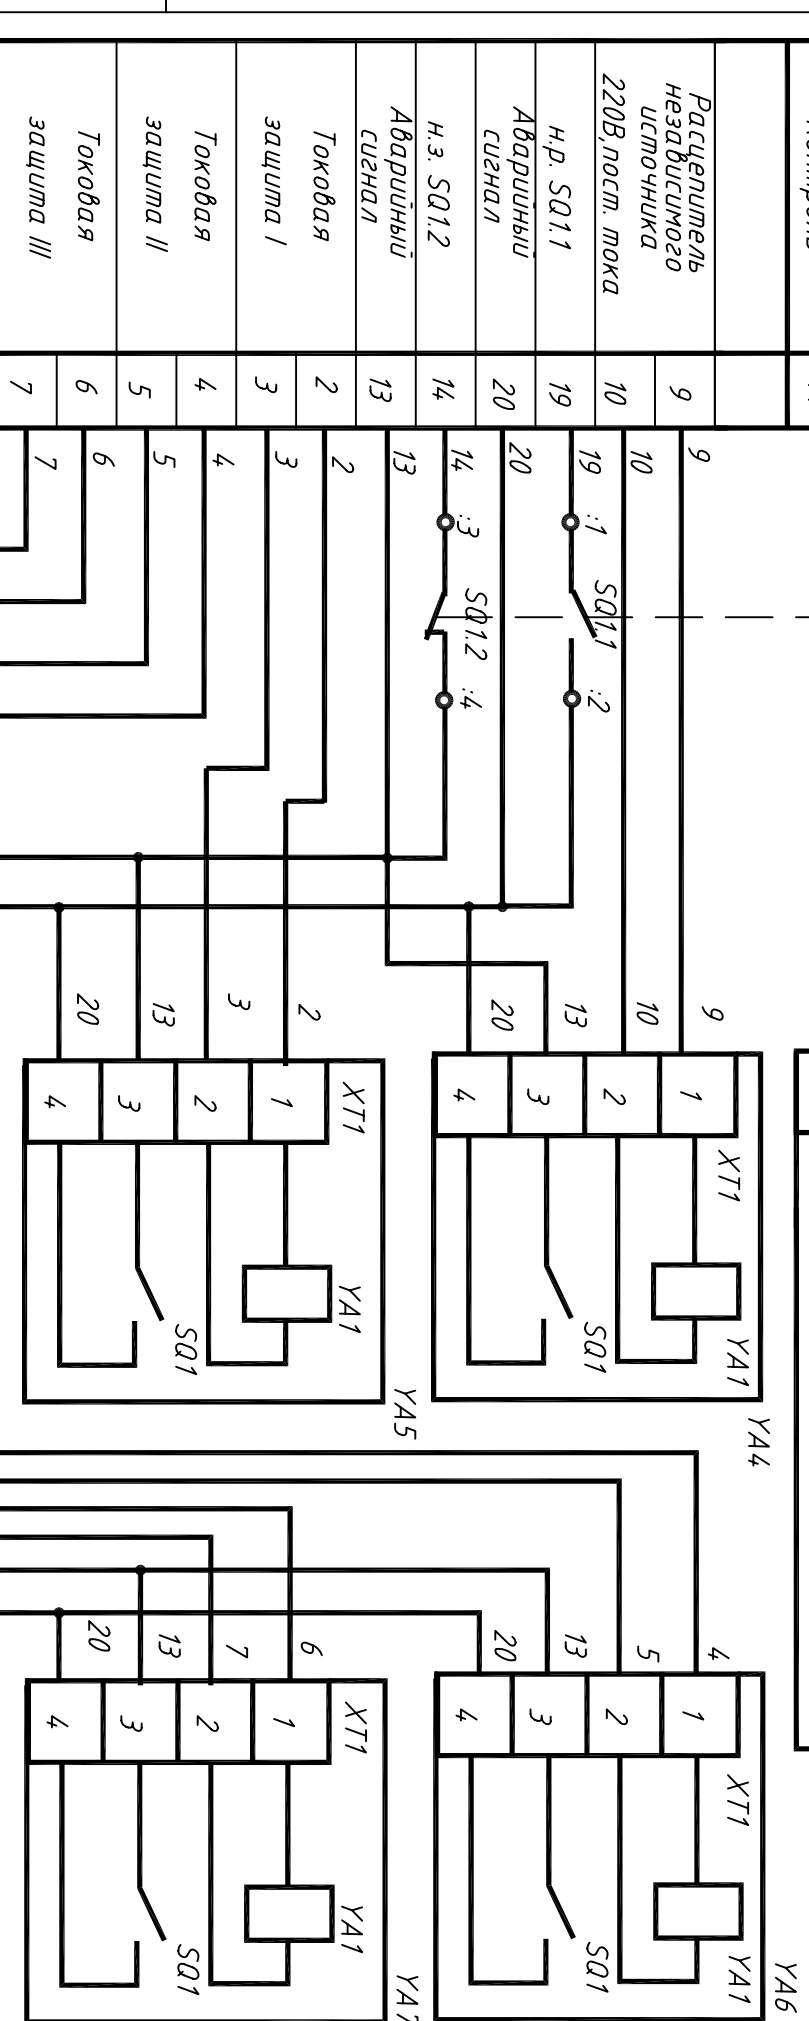 Расцепитель
независимого
источника
220В, пост. тока
н.р. SQ1.1
Аварийный
сигнал
н.з. SQ1.2
Аварийный
сигнал
Токовая
защита I
Токовая
защита II
Токовая
защита III
9
10
19
20
14
13
2
3
4
5
6
7
9
10
19
20
14
13
2
3
4
5
6
7
:1
SQ1.1
:2
:3
SQ1.2
:4
9
10
13
20
1
2
3
4
XT1
YA1
SQ1
YA4
2
3
13
20
1
2
3
4
XT1
YA1
SQ1
YA5
4
5
13
20
1
2
3
4
XT1
YA1
SQ1
YA6
6
7
13
20
1
2
3
4
XT1
YA1
SQ1
YA7